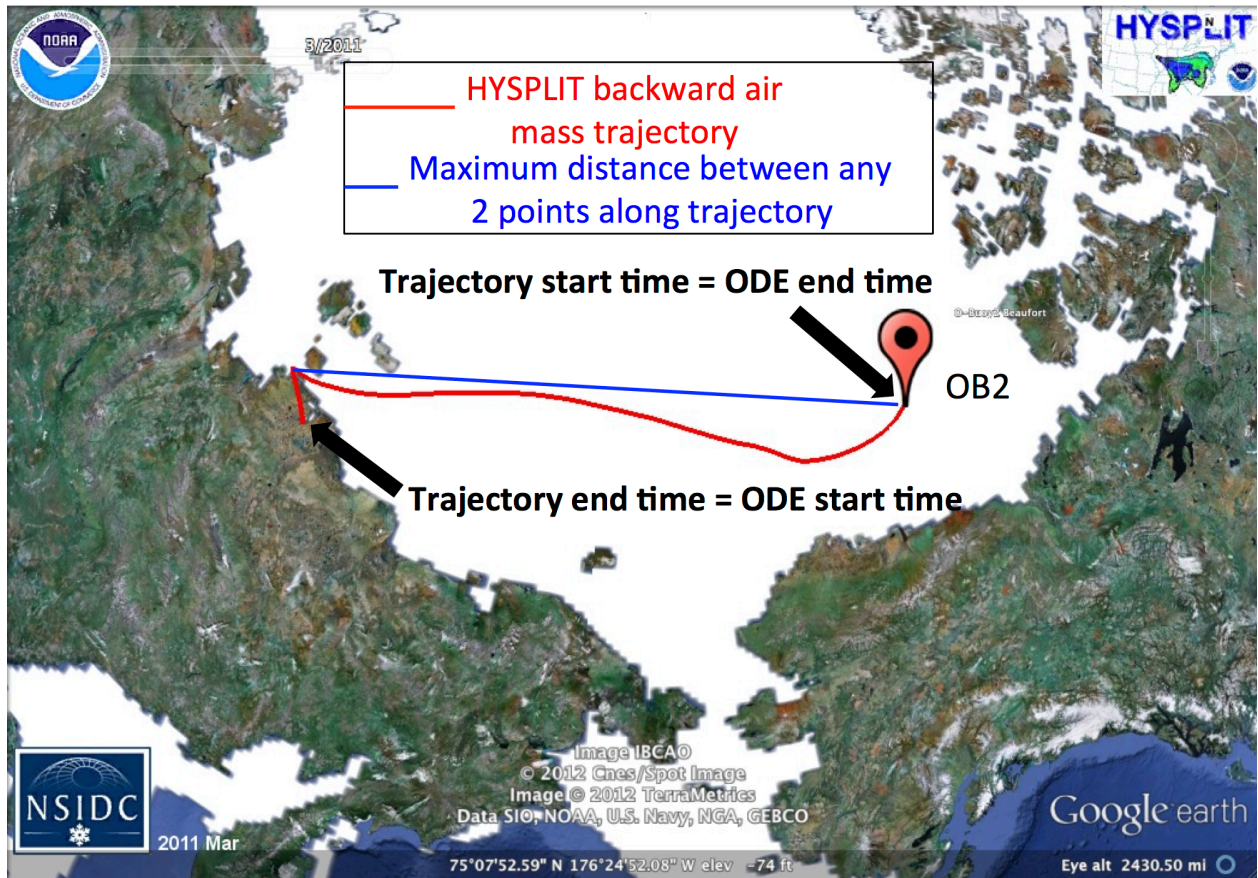 3/2011
HYSPLIT
NOAA
HYSPLIT backward air
mass trajectory
Maximum distance between any
2 points along trajectory
Trajectory start time = ODE end time
O-Buoy2 Beaufort
OB2
Trajectory end time = ODE start time
Image IBCAO
© 2012 Cnes/Spot Image
Image © 2012 TerraMetrics
Data SIO, NOAA, U.S. Navy, NGA, GEBCO
NSIDC
2011 Mar
Google earth
75°07'52.59" N 176°24'52.08" W elev -74 ft
Eye alt 2430.50 mi